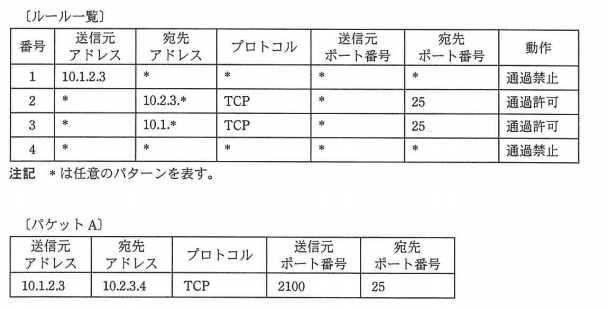 〔ルール一覧〕
番号 送信元アドレス 宛先アドレス プロトコル 送信元ポート番号 宛先ポート番号 動作
1 10.1.2.3 * * * * 通過禁止
2 * 10.2.3.* TCP * 25 通過許可
3 * 10.1.* TCP * 25 通過許可
4 * * * * * 通過禁止
注記 *は任意のパターンを表す。
〔パケットA〕
送信元アドレス 宛先アドレス プロトコル 送信元ポート番号 宛先ポート番号
10.1.2.3 10.2.3.4 TCP 2100 25